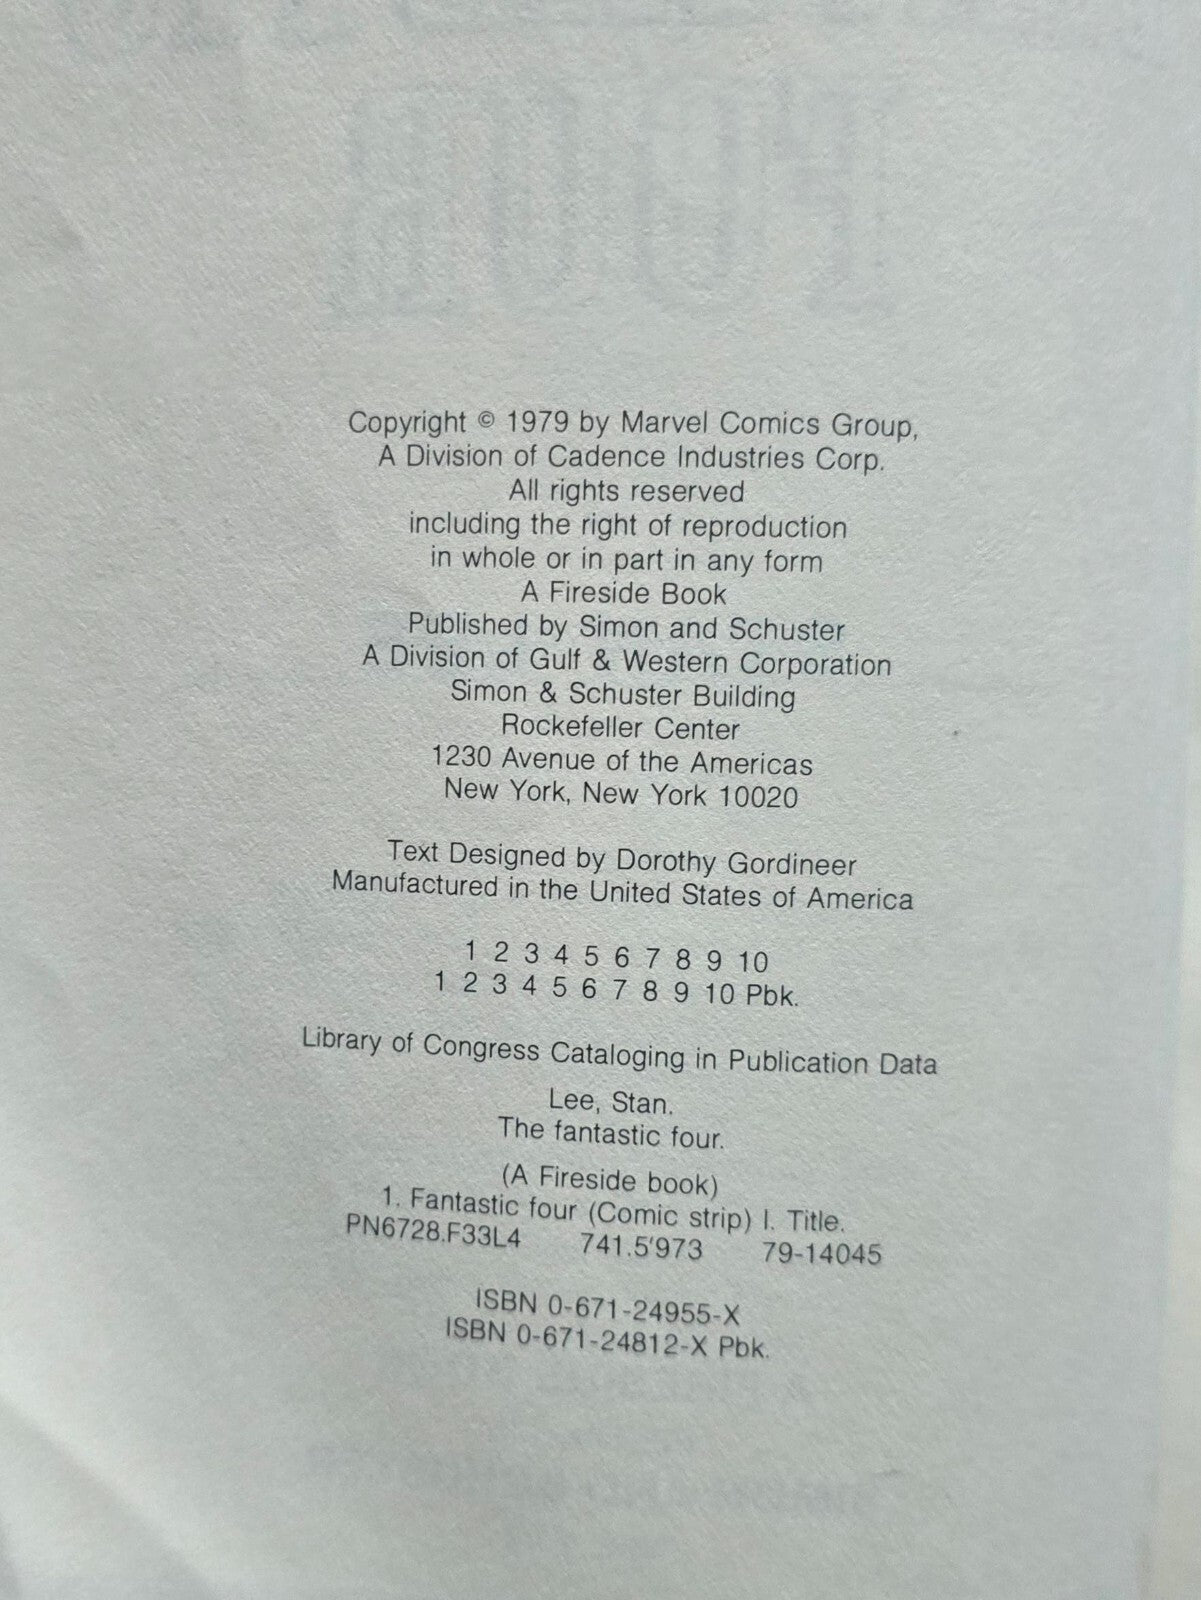 Copyright © 1979 by Marvel Comics Group,
A Division of Cadence Industries Corp.
All rights reserved
including the right of reproduction
in whole or in part in any form
A Fireside Book
Published by Simon and Schuster
A Division of Gulf & Western Corporation
Simon & Schuster Building
Rockefeller Center
1230 Avenue of the Americas
New York, New York 10020
Text Designed by Dorothy Gordineer
Manufactured in the United States of America
1 2 3 4 5 6 7 8 9 10
1 2 3 4 5 6 7 8 9 10 Pbk.
Library of Congress Cataloging in Publication Data
Lee, Stan.
The fantastic four.
(A Fireside book)
1. Fantastic four (Comic strip) I. Title.
PN6728.F33L4 741.5'973 79-14045
ISBN 0-671-24955-X
ISBN 0-671-24812-X Pbk.